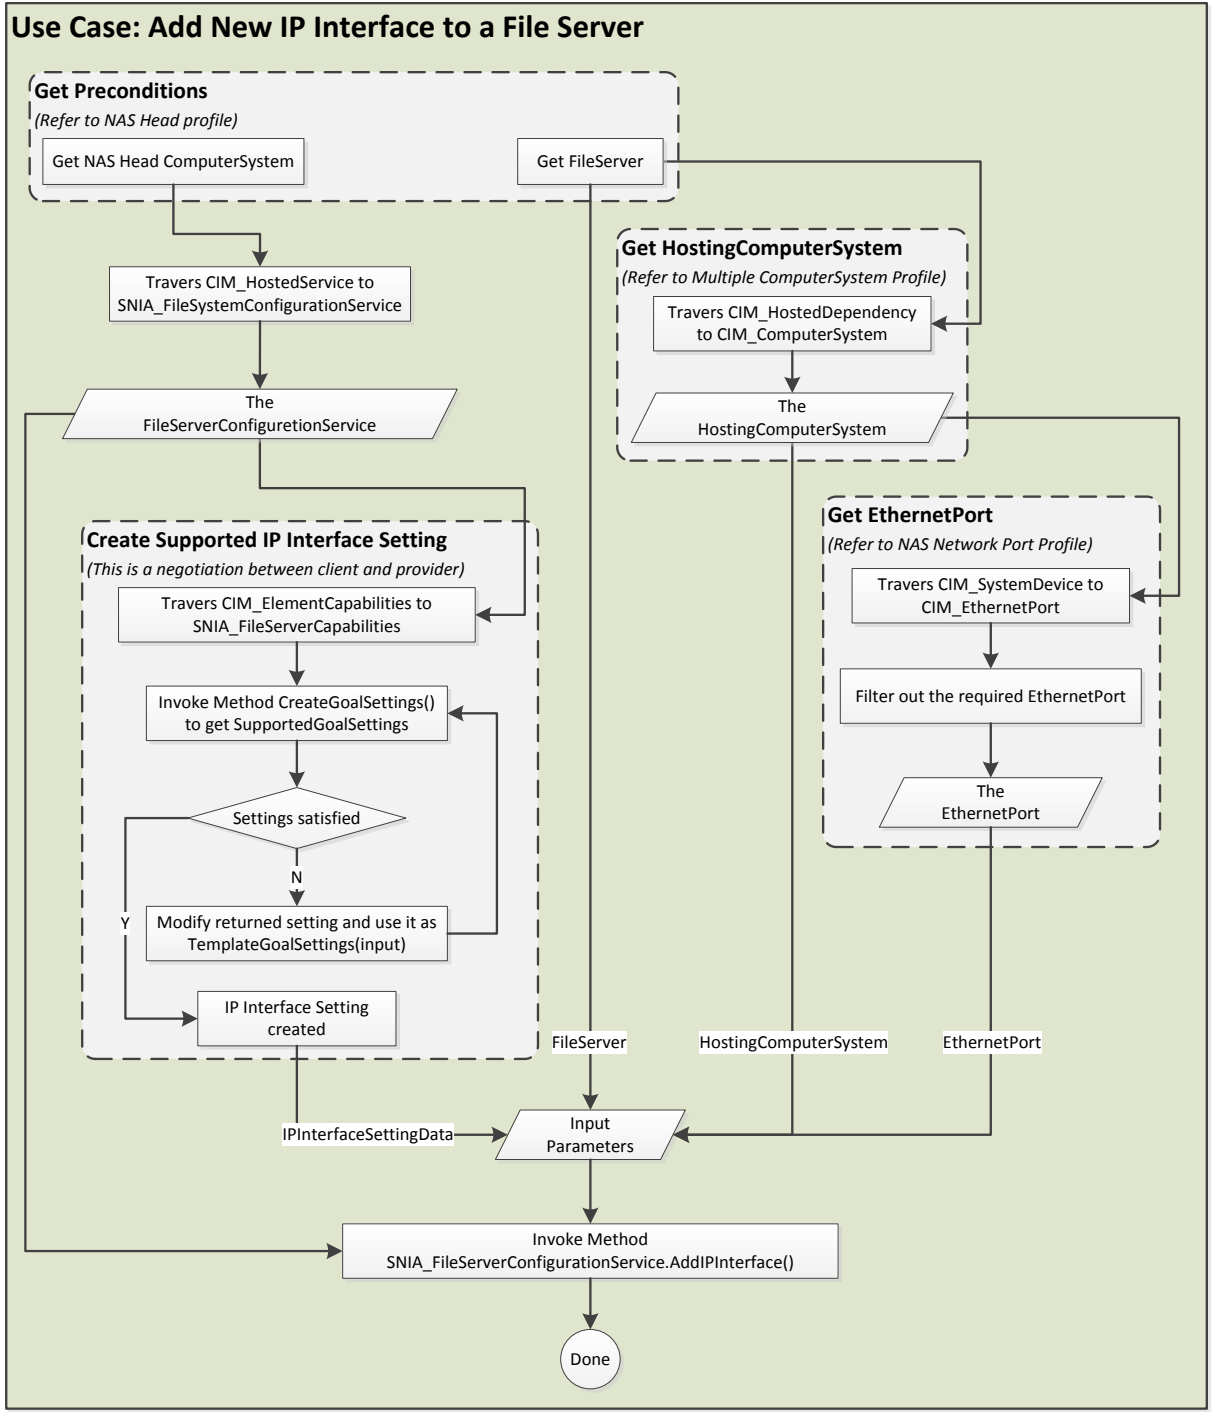 Use Case: Add New IP Interface to a File Server
Get Preconditions
(Refer to NAS Head profile)
Get NAS Head ComputerSystem
Get FileServer
Get HostingComputerSystem
(Refer to Multiple ComputerSystem Profile)
Travers CIM_HostedService to
SNIA_FileSystemConfigurationService
Travers CIM_HostedDependency
to CIM_ComputerSystem
The
FileServerConfiguretionService
The
HostingComputerSystem
Get EthernetPort
(Refer to NAS Network Port Profile)
Travers CIM_SystemDevice to
CIM_EthernetPort
Filter out the required EthernetPort
The
EthernetPort
Create Supported IP Interface Setting
(This is a negotiation between client and provider)
Travers CIM_ElementCapabilities to
SNIA_FileServerCapabilities
Invoke Method CreateGoalSettings()
to get SupportedGoalSettings
Settings satisfied
N
Y
Modify returned setting and use it as
TemplateGoalSettings(input)
IP Interface Setting
created
FileServer
HostingComputerSystem
EthernetPort
IPInterfaceSettingData
Input
Parameters
Invoke Method
SNIA_FileServerConfigurationService.AddIPInterface()
Done